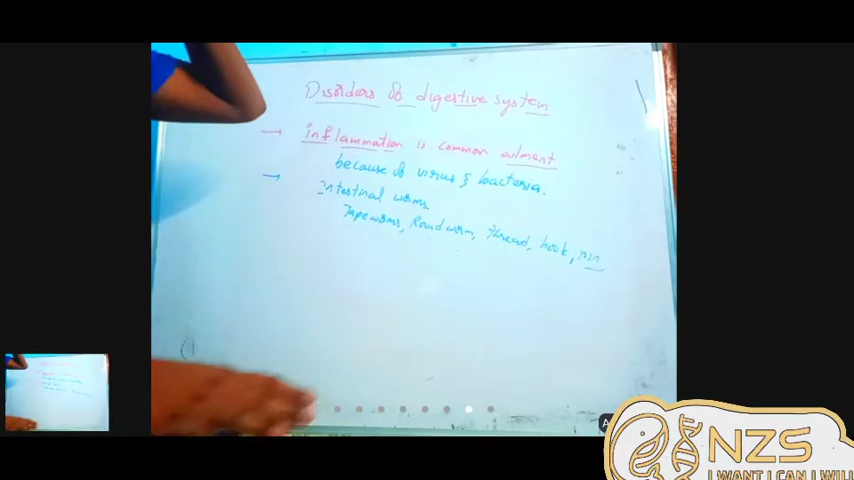 Disorders of digestive system
→ inflammation is common ailment
because of virus & bacteria.
→ Intestinal worms
Tapeworms, Roundworm, thread, hook, pin
NZS
I WANT I CAN I WILL